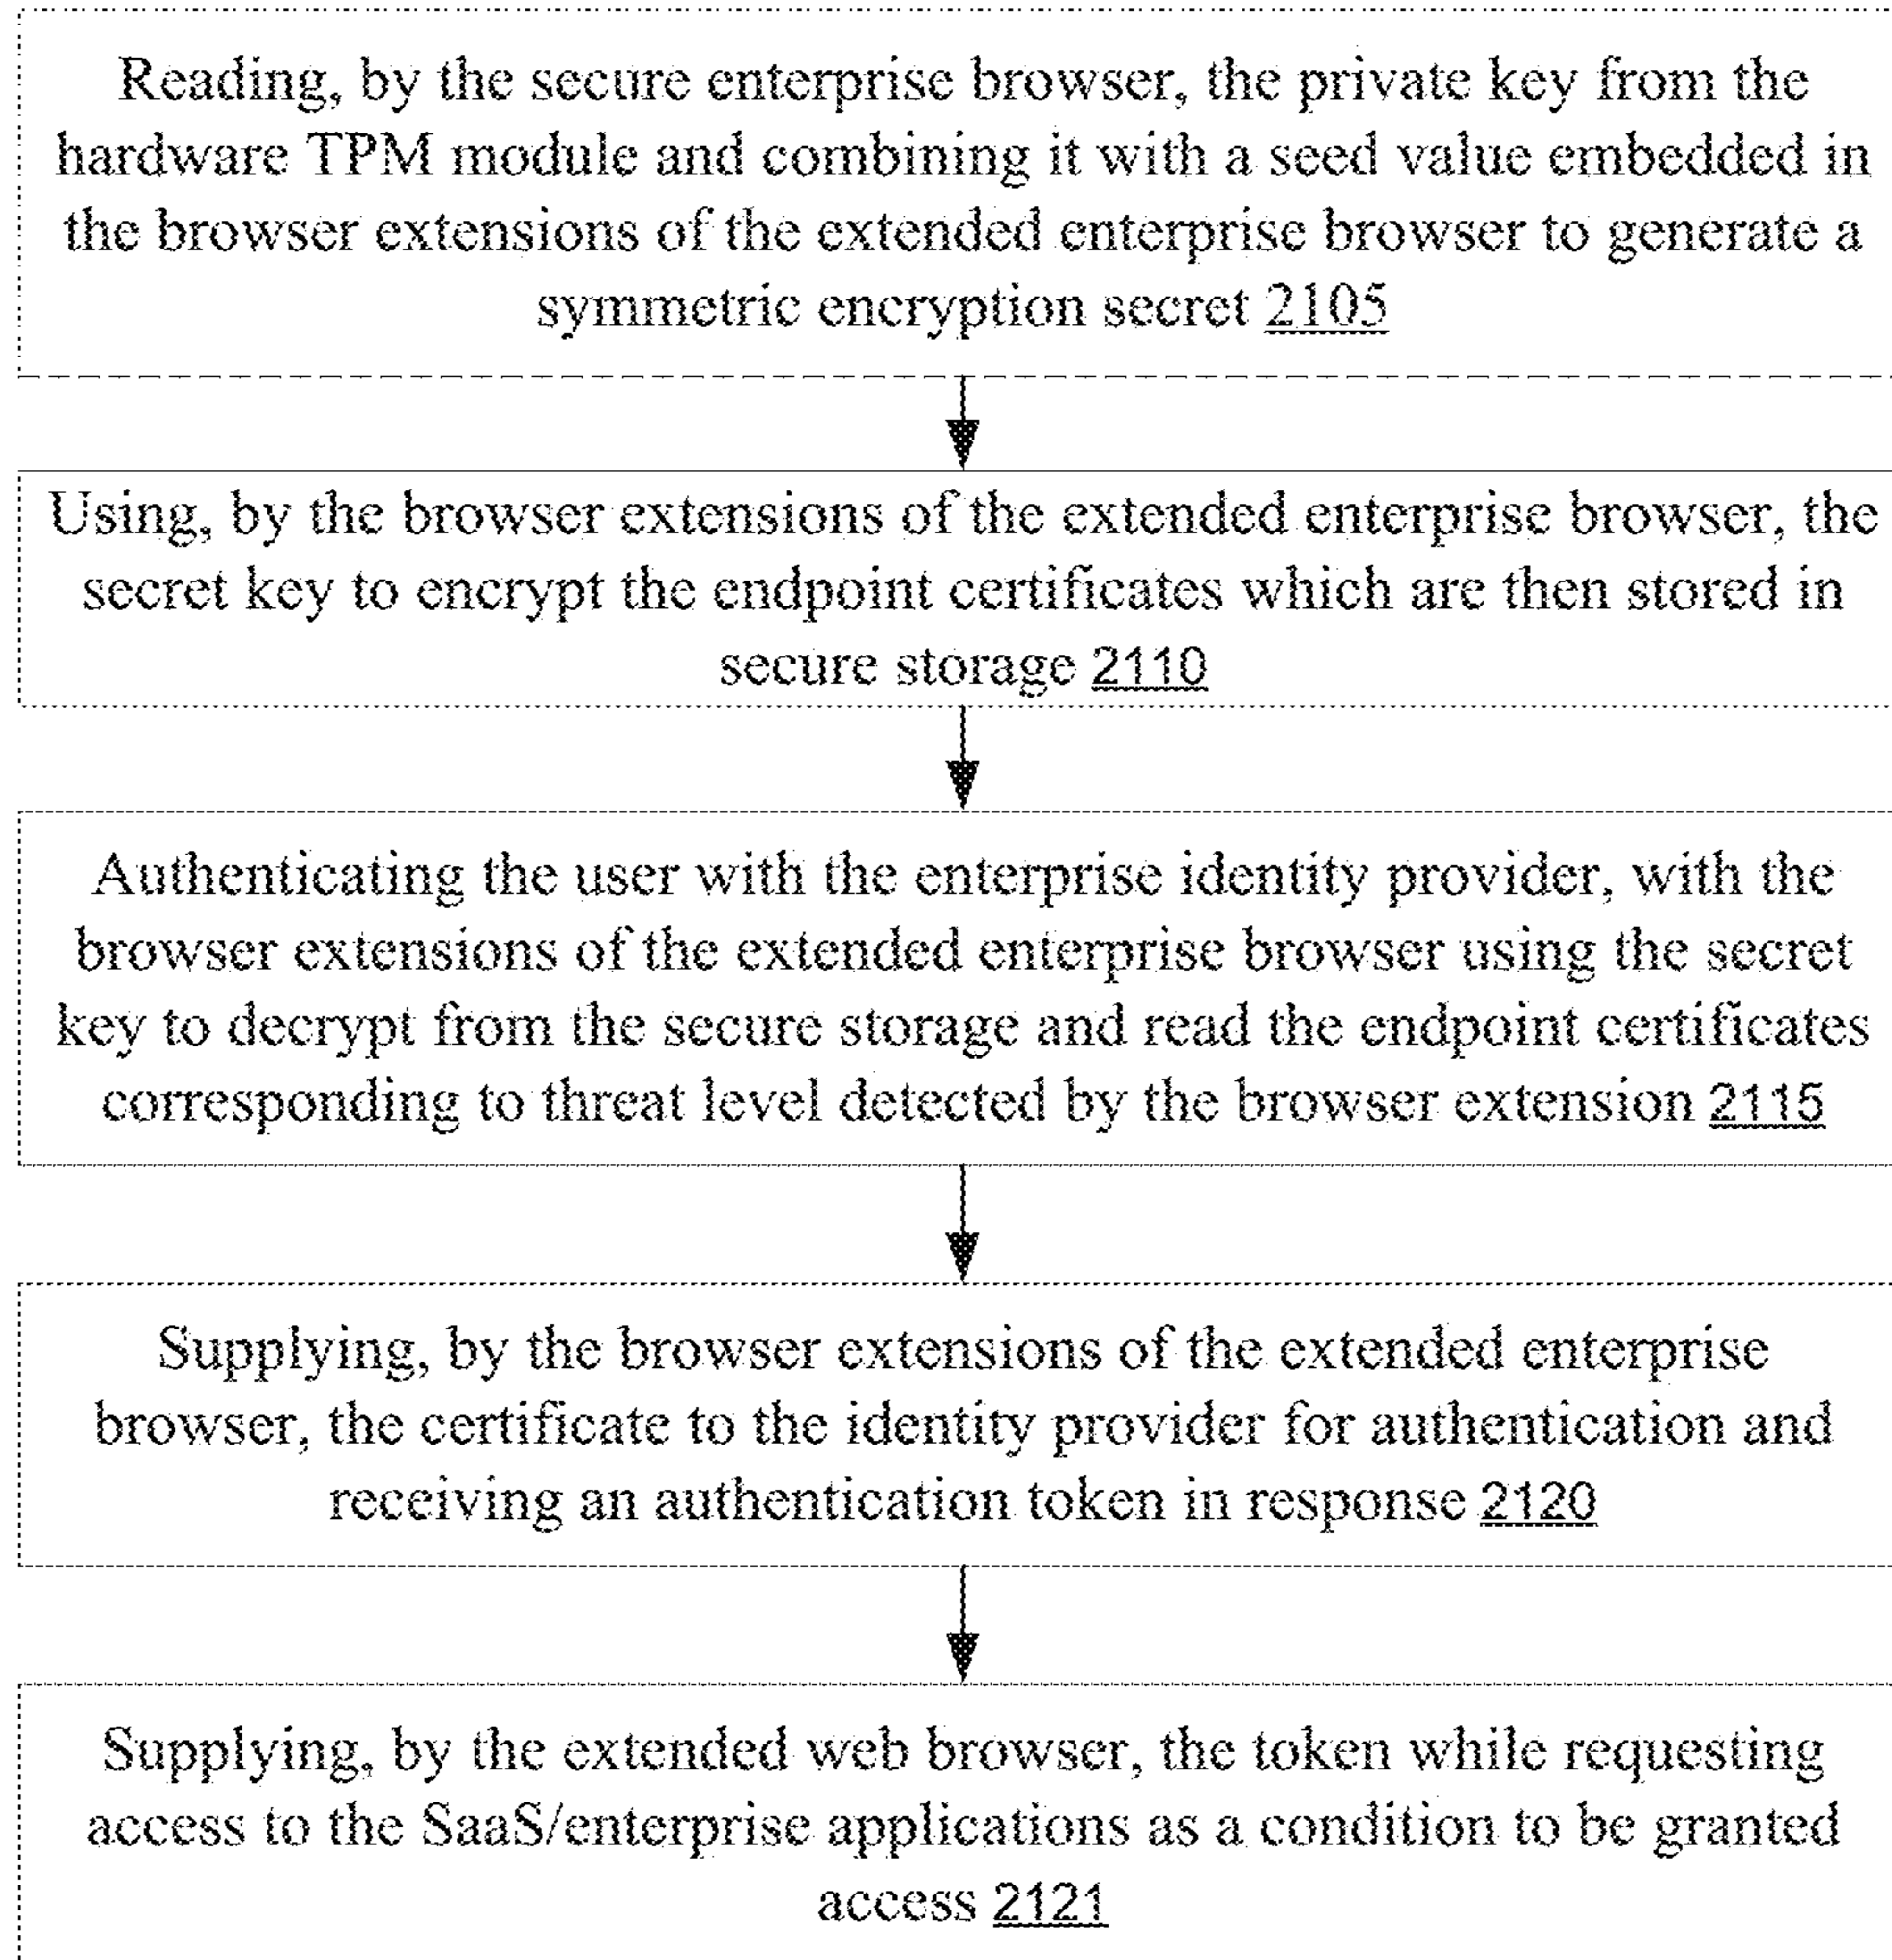 Reading, by the secure enterprise browser, the private key from the
hardware TPM module and combining it with a seed value embedded in
the browser extensions of the extended enterprise browser to generate a
symmetric encryption secret 2105
Using, by the browser extensions of the extended enterprise browser, the
secret key to encrypt the endpoint certificates which are then stored in
secure storage 2110
Authenticating the user with the enterprise identity provider, with the
browser extensions of the extended enterprise browser using the secret
key to decrypt from the secure storage and read the endpoint certificates
corresponding to threat level detected by the browser extension 2115
Supplying, by the browser extensions of the extended enterprise
browser, the certificate to the identity provider for authentication and
receiving an authentication token in response 2120
Supplying, by the extended web browser, the token while requesting
access to the SaaS/enterprise applications as a condition to be granted
access 2121